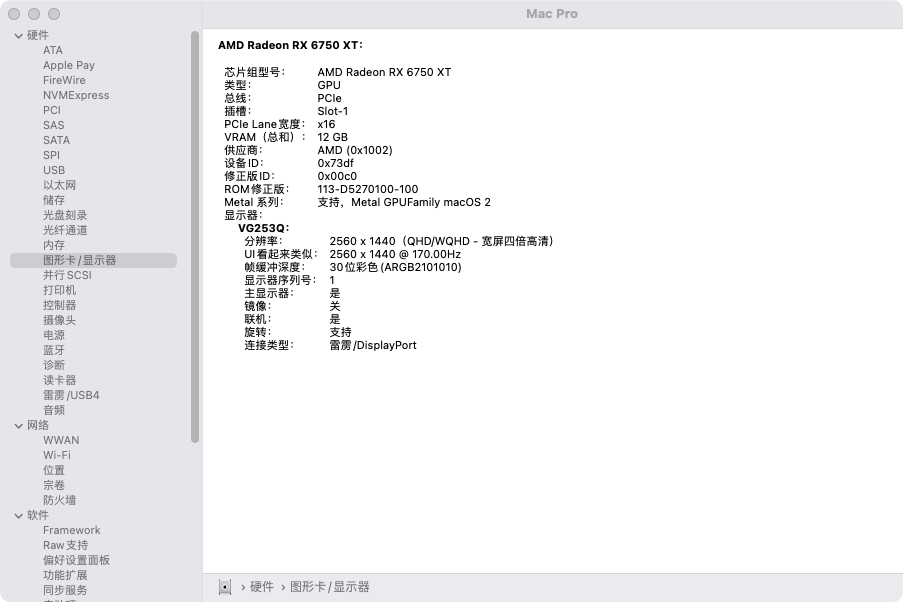 Mac Pro
硬件
ATA
Apple Pay
FireWire
NVMExpress
PCI
SAS
SATA
SPI
USB
以太网
储存
光盘刻录
光纤通道
内存
图形卡/显示器
并行SCSI
打印机
控制器
摄像头
电源
蓝牙
诊断
读卡器
雷雳/USB4
音频
网络
WWAN
Wi-Fi
位置
宗卷
防火墙
软件
Framework
Raw支持
偏好设置面板
功能扩展
同步服务
AMD Radeon RX 6750 XT：
芯片组型号： AMD Radeon RX 6750 XT
类型： GPU
总线： PCIe
插槽： Slot-1
PCIe Lane宽度： x16
VRAM（总和）： 12 GB
供应商： AMD (0x1002)
设备ID： 0x73df
修正版ID： 0x00c0
ROM修正版： 113-D5270100-100
Metal 系列： 支持，Metal GPUFamily macOS 2
显示器：
VG253Q：
分辨率： 2560 x 1440（QHD/WQHD - 宽屏四倍高清）
UI看起来类似： 2560 x 1440 @ 170.00Hz
帧缓冲深度： 30位彩色(ARGB2101010)
显示器序列号： 1
主显示器： 是
镜像： 关
联机： 是
旋转： 支持
连接类型： 雷雳/DisplayPort
› 硬件 › 图形卡/显示器